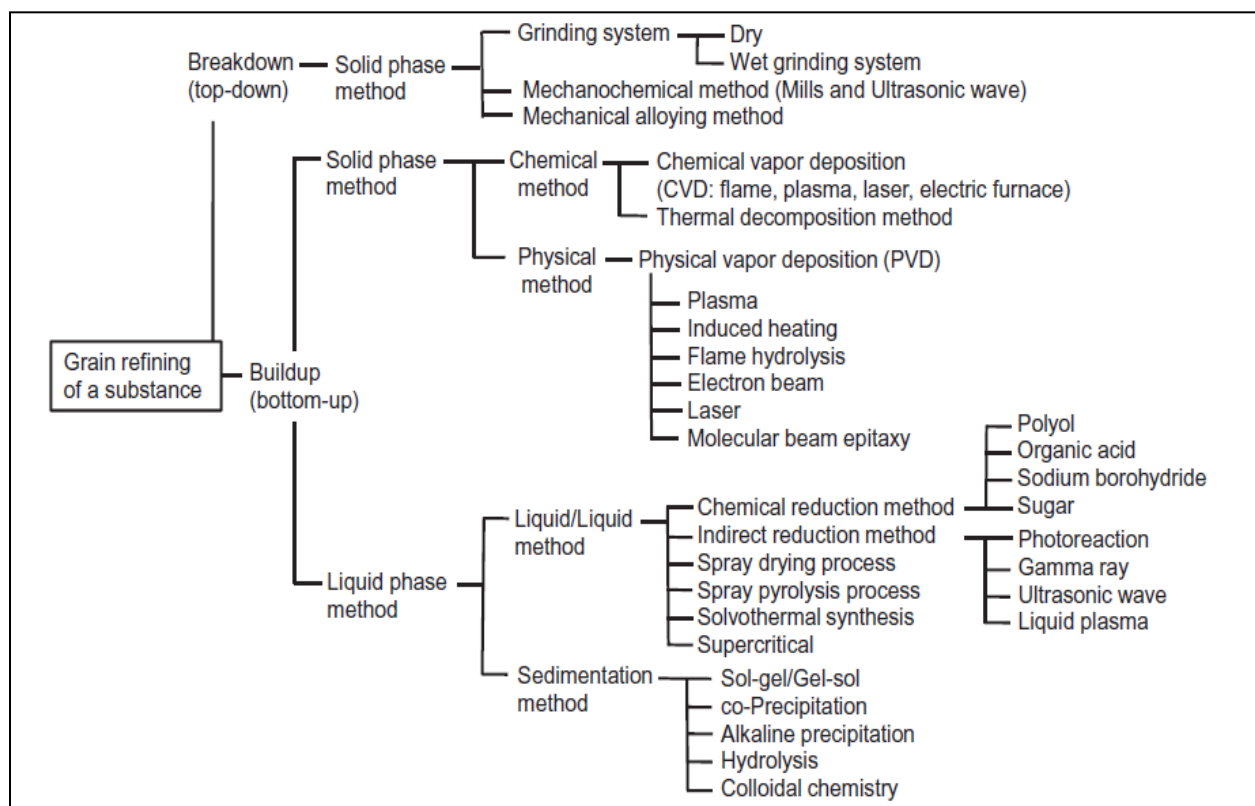 Grinding system
Dry
Wet grinding system
Breakdown
(top-down)
Solid phase
method
Mechanochemical method (Mills and Ultrasonic wave)
Mechanical alloying method
Solid phase
method
Chemical
method
Chemical vapor deposition
(CVD: flame, plasma, laser, electric furnace)
Thermal decomposition method
Physical
method
Physical vapor deposition (PVD)
Plasma
Induced heating
Flame hydrolysis
Electron beam
Laser
Molecular beam epitaxy
Grain refining
of a substance
Buildup
(bottom-up)
Liquid phase
method
Liquid/Liquid
method
Chemical reduction method
Indirect reduction method
Spray drying process
Spray pyrolysis process
Solvothermal synthesis
Supercritical
Polyol
Organic acid
Sodium borohydride
Sugar
Photoreaction
Gamma ray
Ultrasonic wave
Liquid plasma
Sedimentation
method
Sol-gel/Gel-sol
co-Precipitation
Alkaline precipitation
Hydrolysis
Colloidal chemistry